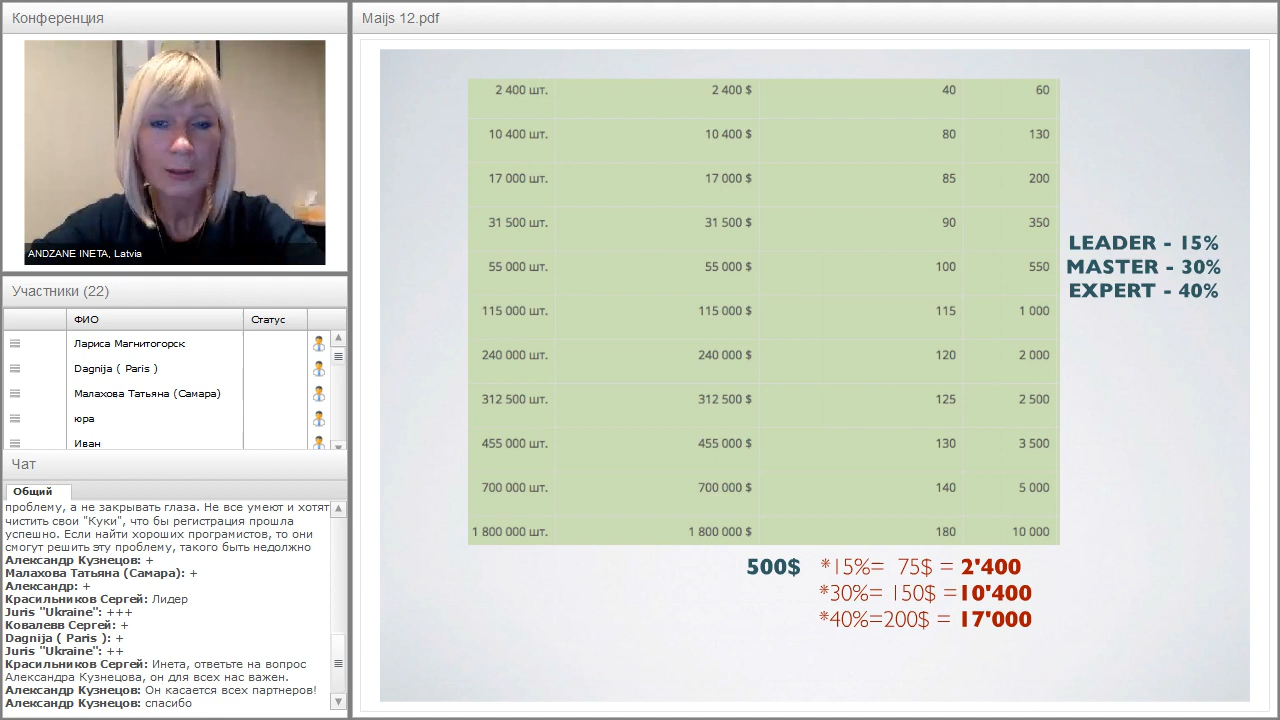 Конференция
ANDZANE INETA, Latvia
Участники (22)
ФИО Статус
Лариса Магнитогорск
Dagnija ( Paris )
Малахова Татьяна (Самара)
юра
Иван
Чат
Общий
проблему, а не закрывать глаза. Не все умеют и хотят
чистить свои "Куки", что бы регистрация прошла
успешно. Если найти хороших програмистов, то они
смогут решить эту проблему, такого быть недолжно
Александр Кузнецов: +
Малахова Татьяна (Самара): +
Александр: +
Красильников Сергей: Лидер
Juris "Ukraine": +++
Ковалевв Сергей: +
Dagnija ( Paris ): +
Juris "Ukraine": ++
Красильников Сергей: Инета, ответьте на вопрос
Александра Кузнецова, он для всех нас важен.
Александр Кузнецов: Он касается всех партнеров!
Александр Кузнецов: спасибо
Maijs 12.pdf
2 400 шт. 2 400 $ 40 60
10 400 шт. 10 400 $ 80 130
17 000 шт. 17 000 $ 85 200
31 500 шт. 31 500 $ 90 350
55 000 шт. 55 000 $ 100 550
115 000 шт. 115 000 $ 115 1 000
240 000 шт. 240 000 $ 120 2 000
312 500 шт. 312 500 $ 125 2 500
455 000 шт. 455 000 $ 130 3 500
700 000 шт. 700 000 $ 140 5 000
1 800 000 шт. 1 800 000 $ 180 10 000
LEADER - 15%
MASTER - 30%
EXPERT - 40%
500$ *15%= 75$ = 2'400
*30%= 150$ =10'400
*40%=200$ = 17'000